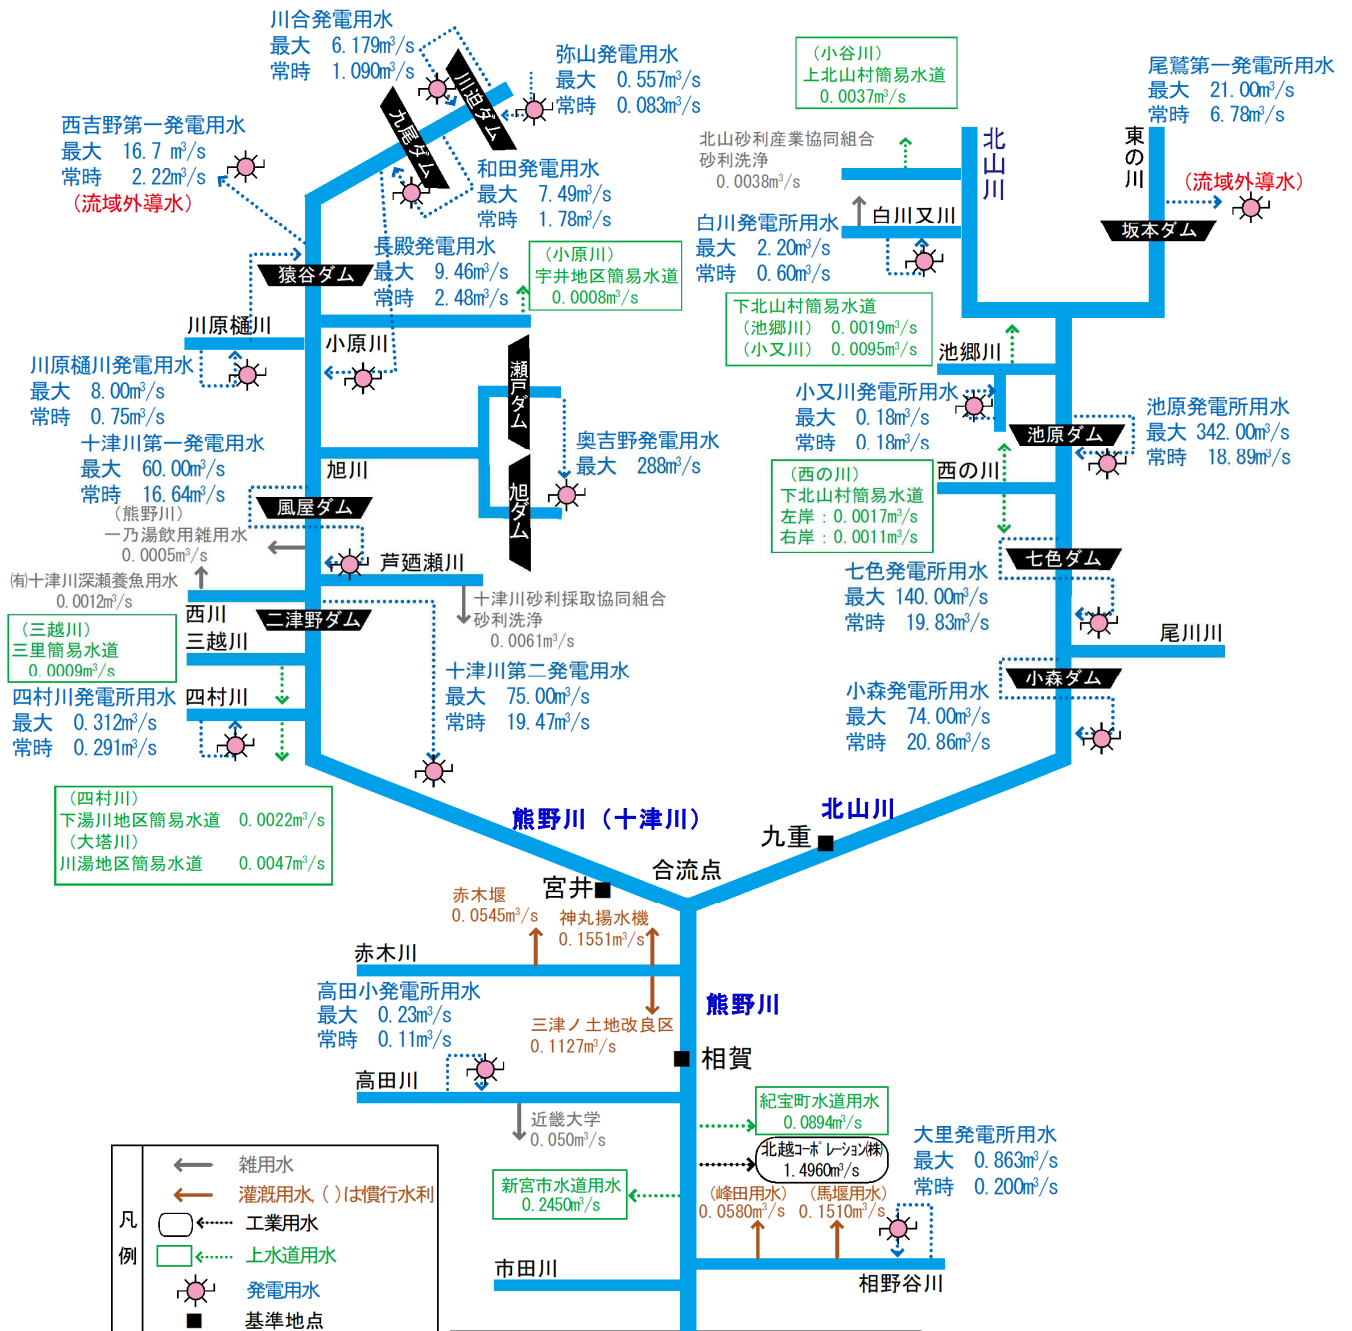 川合発電用水
最大 6.179m³/s
常時 1.090m³/s
弥山発電用水
最大 0.557m³/s
常時 0.083m³/s
川迫ダム
九尾ダム
西吉野第一発電用水
最大 16.7 m³/s
常時 2.22m³/s
(流域外導水)
和田発電用水
最大 7.49m³/s
常時 1.78m³/s
長殿発電用水
最大 9.46m³/s
常時 2.48m³/s
(小原川)
宇井地区簡易水道
0.0008m³/s
猿谷ダム
川原樋川
小原川
川原樋川発電用水
最大 8.00m³/s
常時 0.75m³/s
瀬戸ダム
旭ダム
奥吉野発電用水
最大 288m³/s
旭川
十津川第一発電用水
最大 60.00m³/s
常時 16.64m³/s
風屋ダム
(熊野川)
一乃湯飲用雑用水
0.0005m³/s
㈲十津川深瀬養魚用水
0.0012m³/s
芦廼瀬川
十津川砂利採取協同組合
砂利洗浄
0.0061m³/s
西川
二津野ダム
(三越川)
三里簡易水道
0.0009m³/s
三越川
十津川第二発電用水
最大 75.00m³/s
常時 19.47m³/s
四村川発電所用水
最大 0.312m³/s
常時 0.291m³/s
四村川
(四村川)
下湯川地区簡易水道 0.0022m³/s
(大塔川)
川湯地区簡易水道 0.0047m³/s
熊野川(十津川)
(小谷川)
上北山村簡易水道
0.0037m³/s
尾鷲第一発電所用水
最大 21.00m³/s
常時 6.78m³/s
北山川
東の川
(流域外導水)
坂本ダム
北山砂利産業協同組合
砂利洗浄
0.0038m³/s
白川又川
白川発電所用水
最大 2.20m³/s
常時 0.60m³/s
下北山村簡易水道
(池郷川) 0.0019m³/s
(小又川) 0.0095m³/s
池郷川
小又川発電所用水
最大 0.18m³/s
常時 0.18m³/s
池原ダム
池原発電所用水
最大 342.00m³/s
常時 18.89m³/s
(西の川)
下北山村簡易水道
左岸:0.0017m³/s
右岸:0.0011m³/s
西の川
七色ダム
七色発電所用水
最大 140.00m³/s
常時 19.83m³/s
尾川川
小森ダム
小森発電所用水
最大 74.00m³/s
常時 20.86m³/s
北山川
九重
合流点
宮井
赤木堰
0.0545m³/s
神丸揚水機
0.1551m³/s
赤木川
熊野川
高田小発電所用水
最大 0.23m³/s
常時 0.11m³/s
三津ノ土地改良区
0.1127m³/s
相賀
高田川
近畿大学
0.050m³/s
紀宝町水道用水
0.0894m³/s
北越コーポレーション㈱
1.4960m³/s
大里発電所用水
最大 0.863m³/s
常時 0.200m³/s
新宮市水道用水
0.2450m³/s
(峰田用水)
0.0580m³/s
(馬堰用水)
0.1510m³/s
市田川
相野谷川
凡例
雑用水
灌漑用水,( )は慣行水利
工業用水
上水道用水
発電用水
基準地点